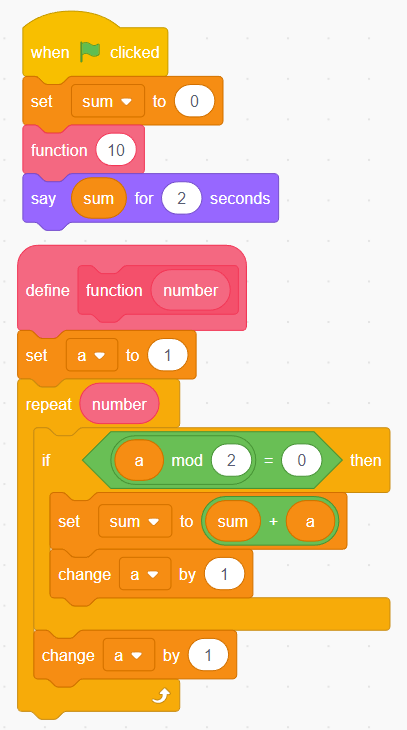 when clicked
set sum to 0
function 10
say sum for 2 seconds
define function number
set a to 1
repeat number
if a mod 2 = 0 then
set sum to sum + a
change a by 1
change a by 1